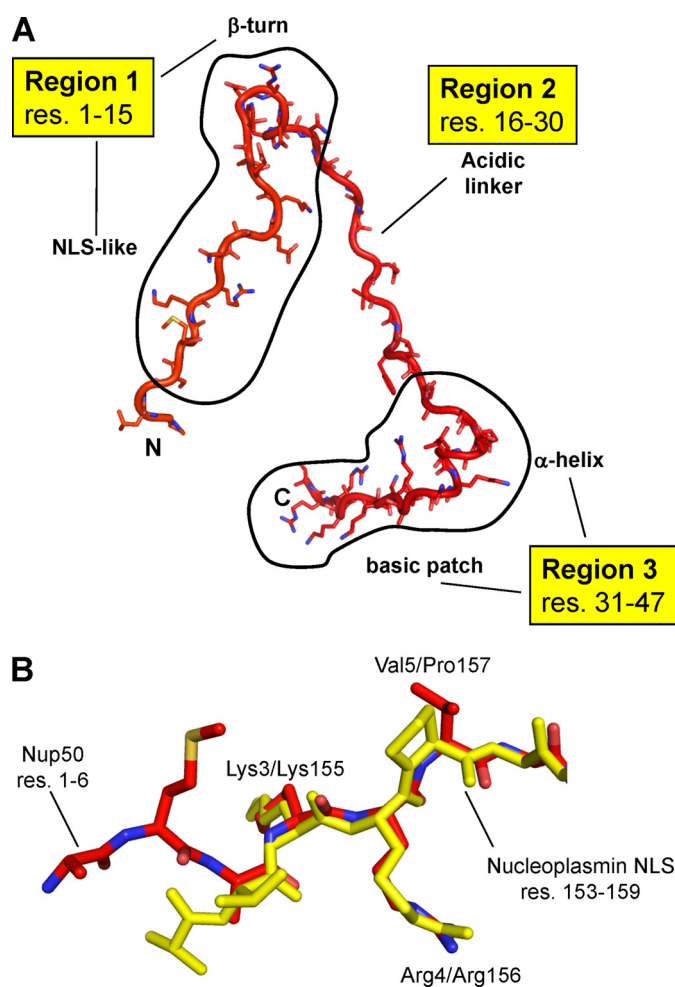 A
β-turn
Region 1
res. 1-15
Region 2
res. 16-30
Acidic
linker
NLS-like
N
C
α-helix
basic patch
Region 3
res. 31-47
B
Val5/Pro157
Nup50
res. 1-6
Lys3/Lys155
Nucleoplasmin NLS
res. 153-159
Arg4/Arg156